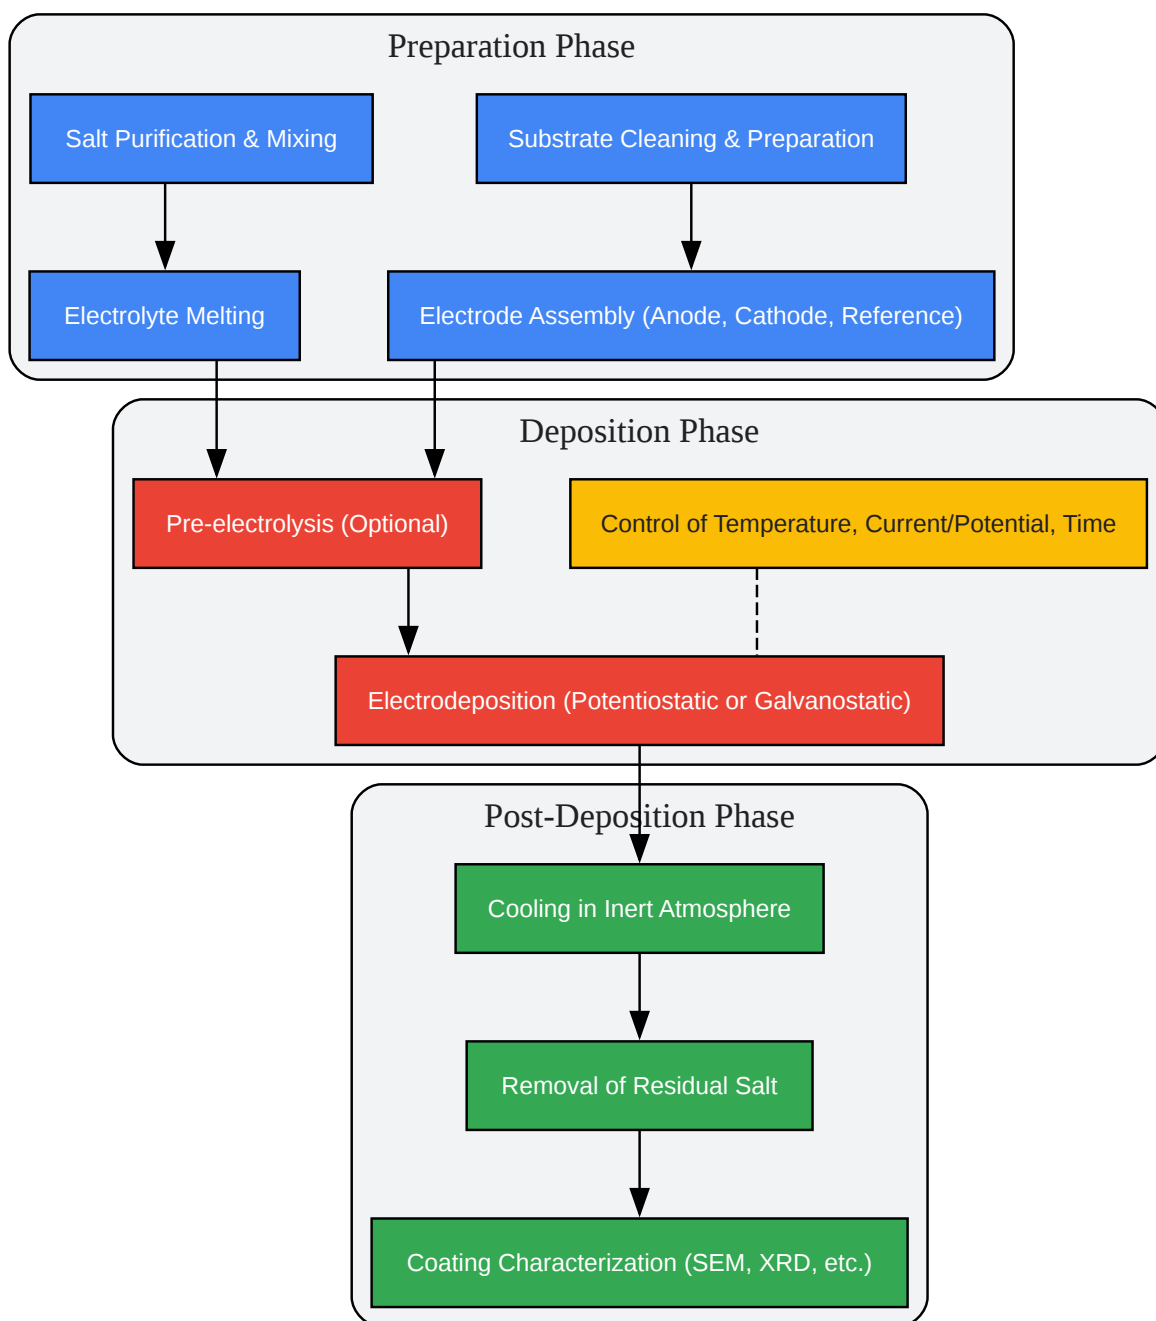 Preparation Phase
Salt Purification & Mixing
Substrate Cleaning & Preparation
Electrolyte Melting
Electrode Assembly (Anode, Cathode, Reference)
Deposition Phase
Pre-electrolysis (Optional)
Control of Temperature, Current/Potential, Time
Electrodeposition (Potentiostatic or Galvanostatic)
Post-Deposition Phase
Cooling in Inert Atmosphere
Removal of Residual Salt
Coating Characterization (SEM, XRD, etc.)